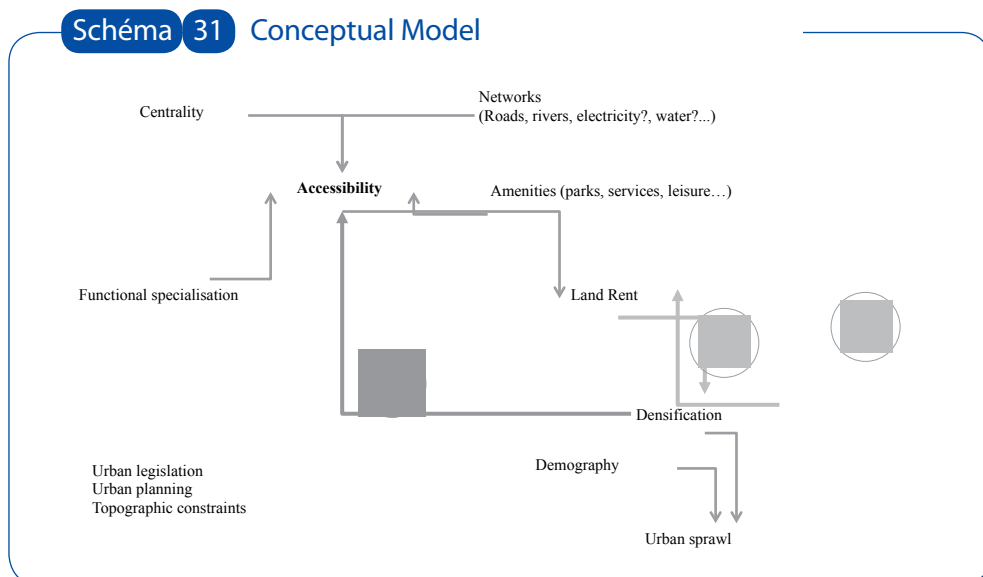 Schéma 31 Conceptual Model
Centrality
Networks
(Roads, rivers, electricity?, water?...)
Accessibility
Amenities (parks, services, leisure…)
Functional specialisation
Land Rent
Densification
Demography
Urban legislation
Urban planning
Topographic constraints
Urban sprawl